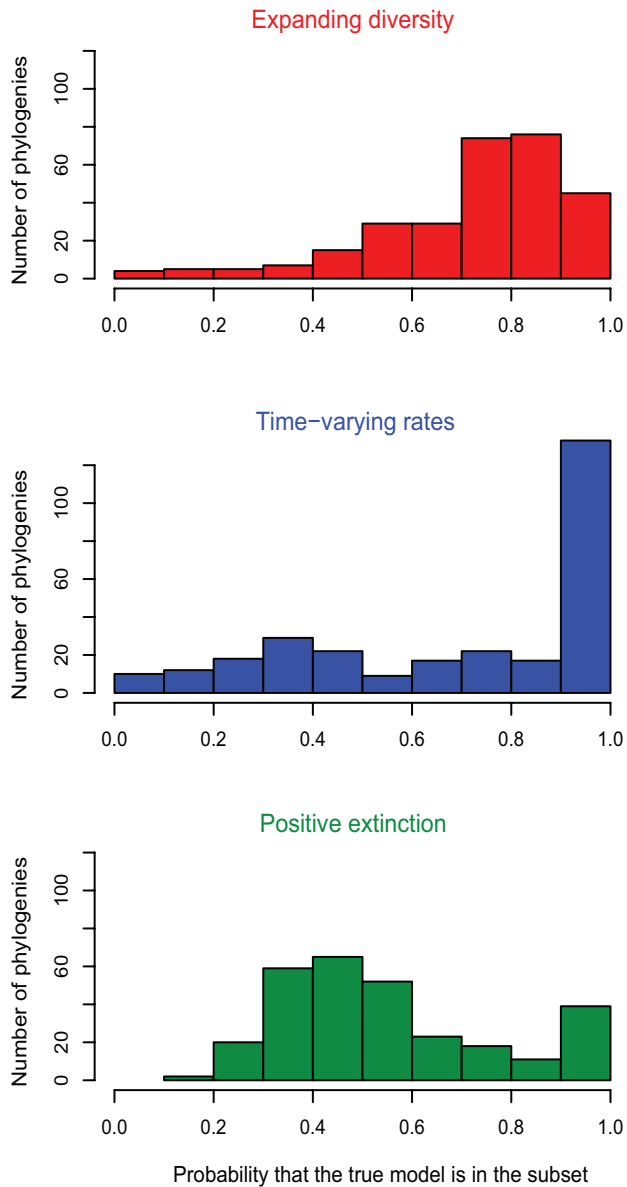 Expanding diversity
Number of phylogenies
0 20 60 100
0.0 0.2 0.4 0.6 0.8 1.0
Time−varying rates
Number of phylogenies
0 20 60 100
0.0 0.2 0.4 0.6 0.8 1.0
Positive extinction
Number of phylogenies
0 20 60 100
0.0 0.2 0.4 0.6 0.8 1.0
Probability that the true model is in the subset